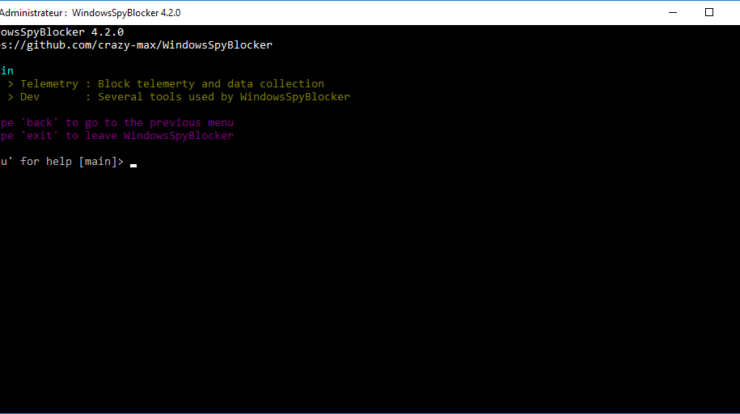 Administrateur : WindowsSpyBlocker 4.2.0
owsSpyBlocker 4.2.0
s://github.com/crazy-max/WindowsSpyBlocker
in
> Telemetry : Block telemerty and data collection
> Dev : Several tools used by WindowsSpyBlocker
pe 'back' to go to the previous menu
pe 'exit' to leave WindowsSpyBlocker
u' for help [main]>